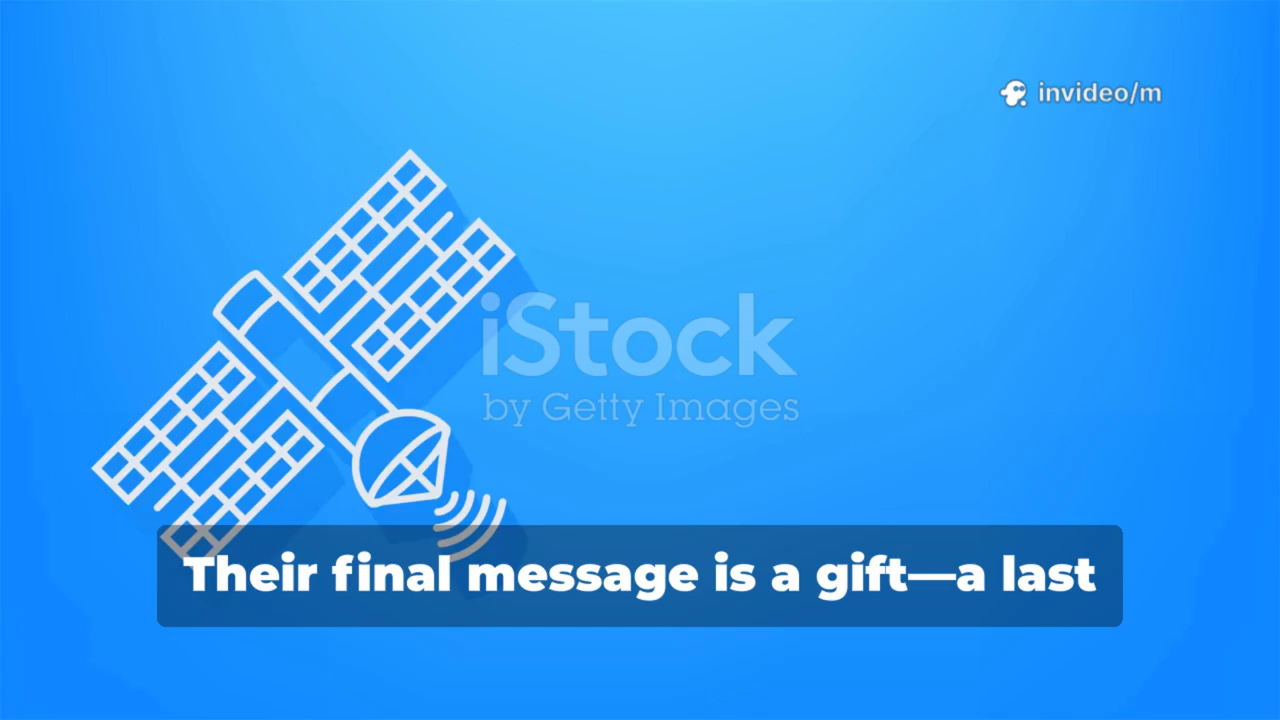 invideo/m
iStock
by Getty Images
Their final message is a gift—a last